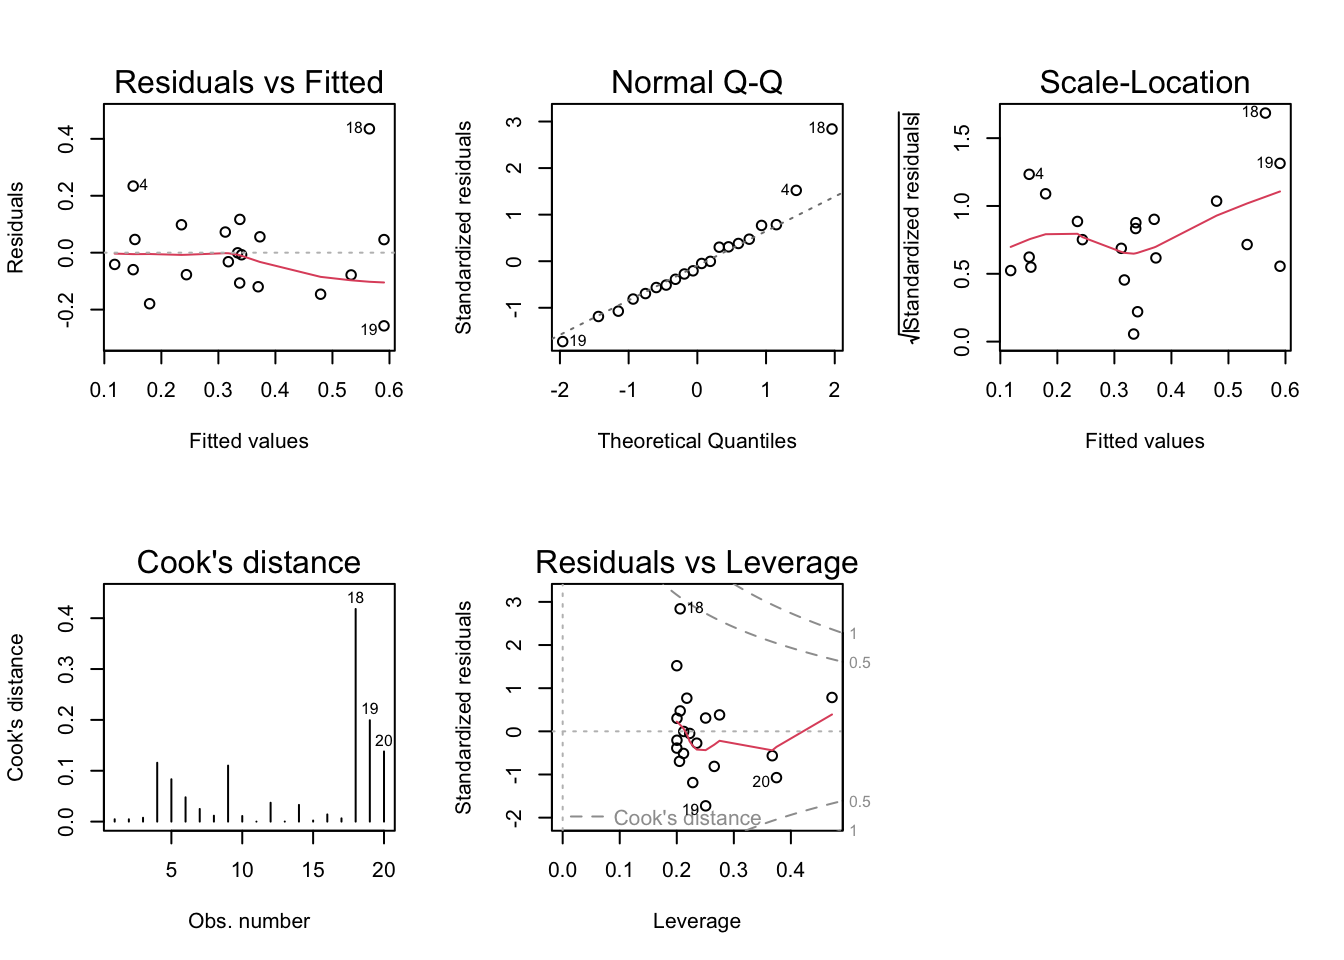 Residuals vs Fitted
Residuals
-0.2 0.0 0.2 0.4
18
4
19
0.1 0.2 0.3 0.4 0.5 0.6
Fitted values
Normal Q-Q
Standardized residuals
-1 0 1 2 3
18
4
19
-2 -1 0 1 2
Theoretical Quantiles
Scale-Location
√|Standardized residuals|
0.0 0.5 1.0 1.5
18
19
4
0.1 0.2 0.3 0.4 0.5 0.6
Fitted values
Cook's distance
Cook's distance
0.0 0.1 0.2 0.3 0.4
18
19
20
5 10 15 20
Obs. number
Residuals vs Leverage
Standardized residuals
-2 -1 0 1 2 3
18
1
0.5
20
19
0.5
Cook's distance
1
0.0 0.1 0.2 0.3 0.4
Leverage